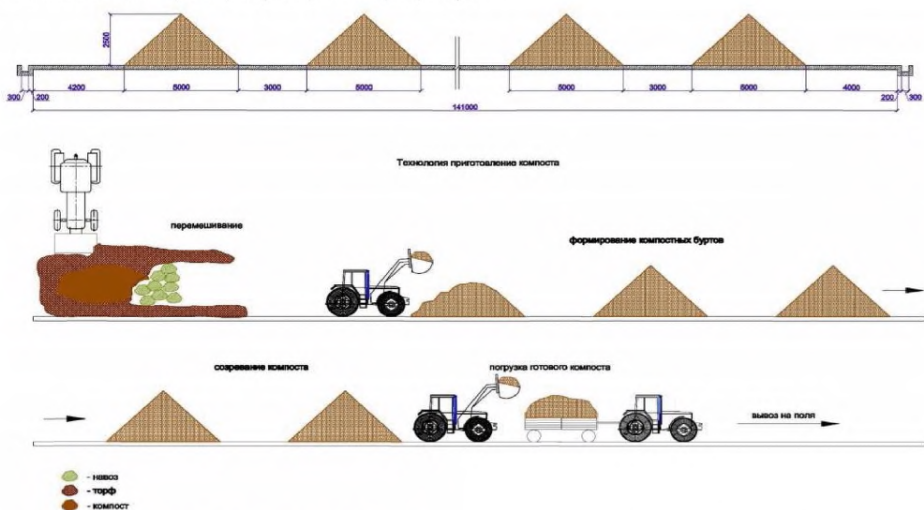 2500
300
200
4200
5000
3000
5000
5000
3000
5000
4000
200
300
141000
Технология приготовление компоста
перемешивание
формирование компостных буртов
созревание компоста
погрузка готового компоста
вывоз на поля
- навоз
- торф
- компост